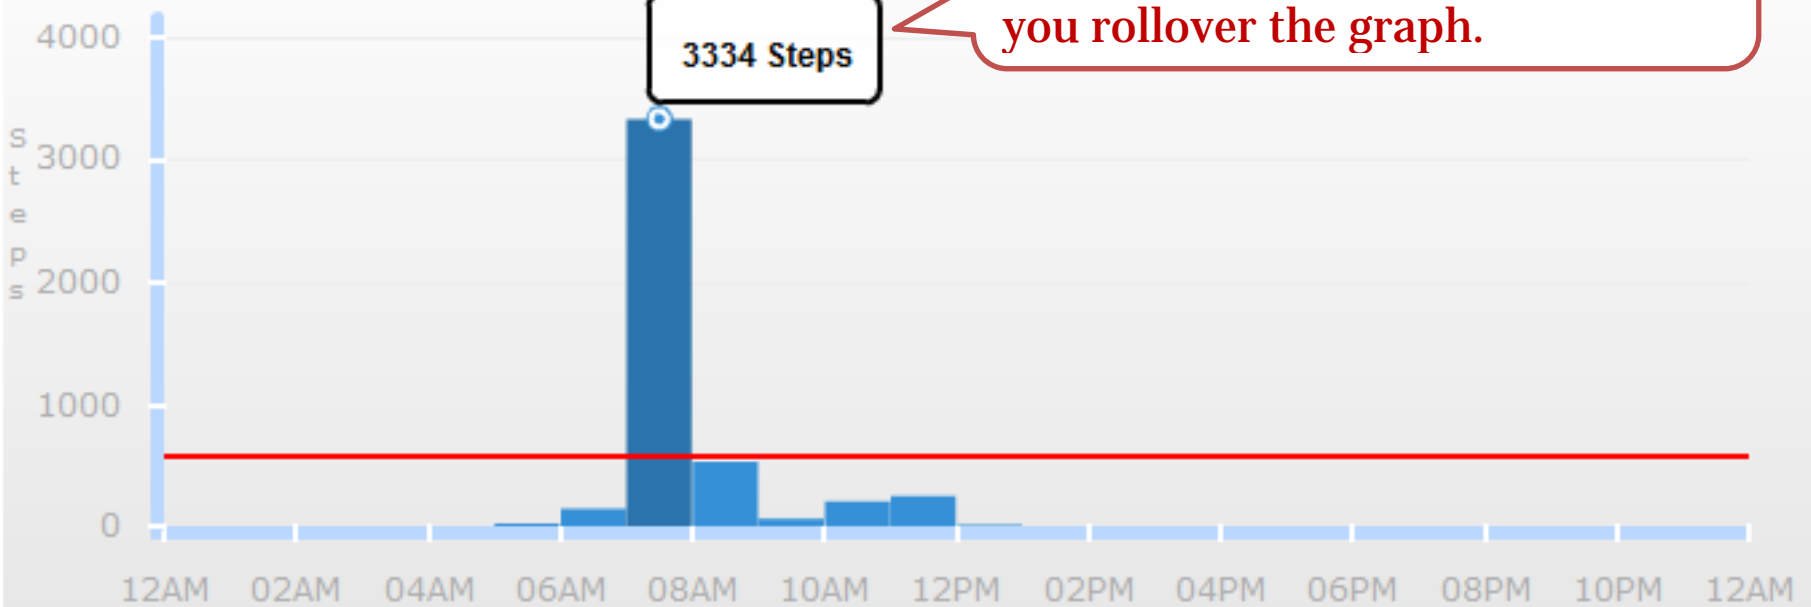 you rollover the graph.
4000
3334 Steps
Steps
3000
2000
1000
0
12AM 02AM 04AM 06AM 08AM 10AM 12PM 02PM 04PM 06PM 08PM 10PM 12AM